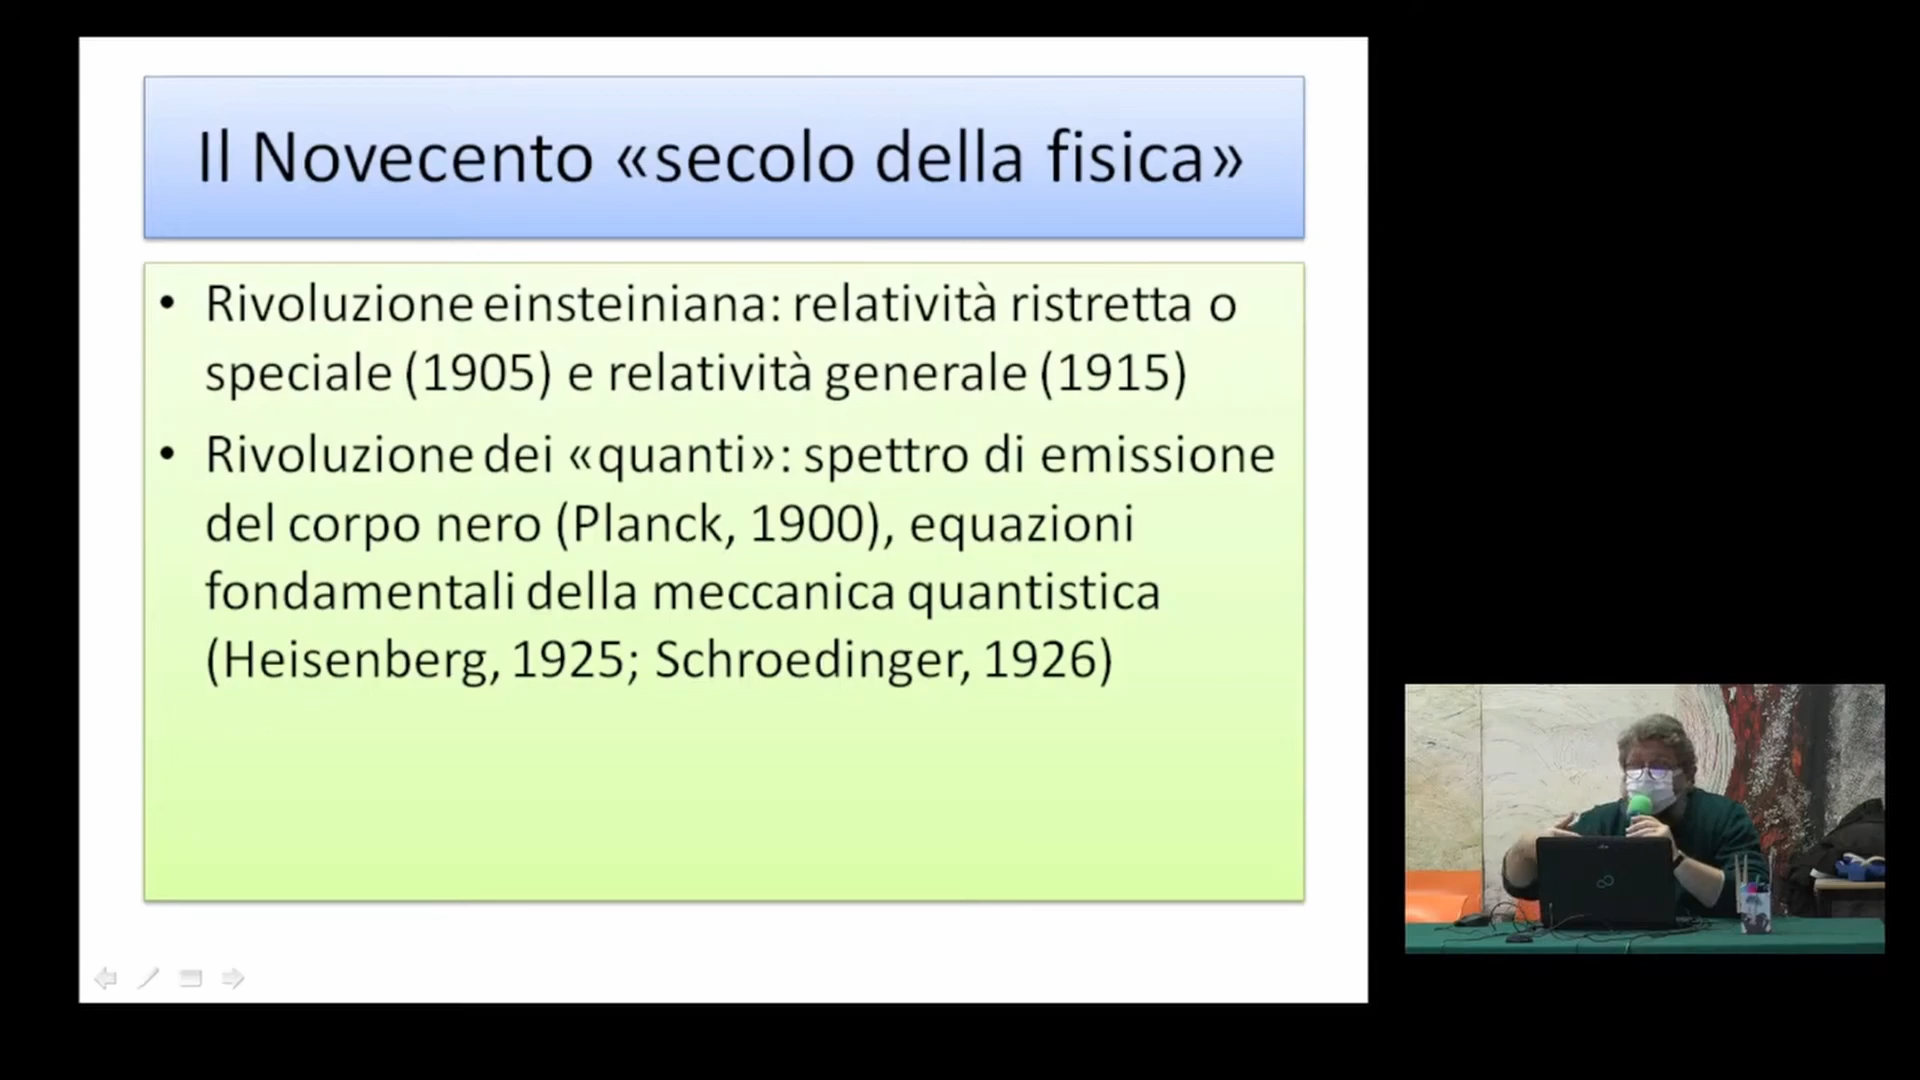 Il Novecento «secolo della fisica»
• Rivoluzione einsteiniana: relatività ristretta o
speciale (1905) e relatività generale (1915)
• Rivoluzione dei «quanti»: spettro di emissione
del corpo nero (Planck, 1900), equazioni
fondamentali della meccanica quantistica
(Heisenberg, 1925; Schroedinger, 1926)